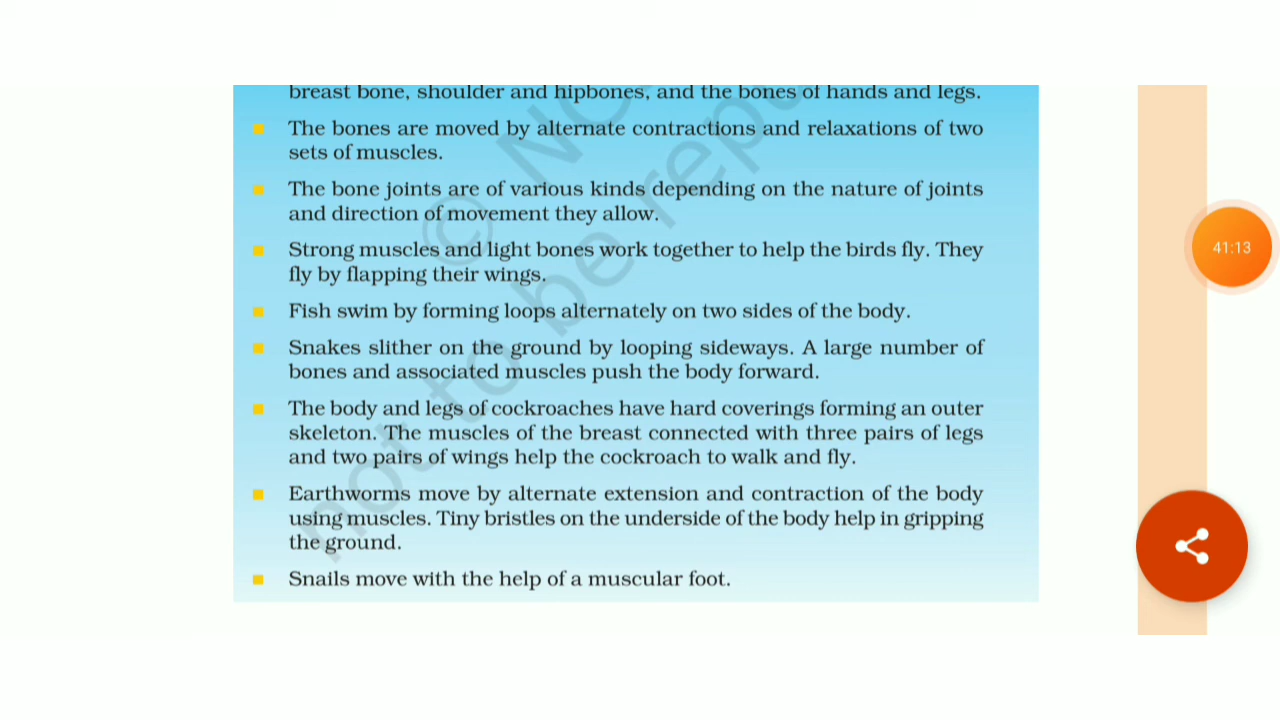 breast bone, shoulder and hipbones, and the bones of hands and legs.
The bones are moved by alternate contractions and relaxations of two
sets of muscles.
The bone joints are of various kinds depending on the nature of joints
and direction of movement they allow.
Strong muscles and light bones work together to help the birds fly. They
fly by flapping their wings.
Fish swim by forming loops alternately on two sides of the body.
Snakes slither on the ground by looping sideways. A large number of
bones and associated muscles push the body forward.
The body and legs of cockroaches have hard coverings forming an outer
skeleton. The muscles of the breast connected with three pairs of legs
and two pairs of wings help the cockroach to walk and fly.
Earthworms move by alternate extension and contraction of the body
using muscles. Tiny bristles on the underside of the body help in gripping
the ground.
Snails move with the help of a muscular foot.
41:13
©
not to be